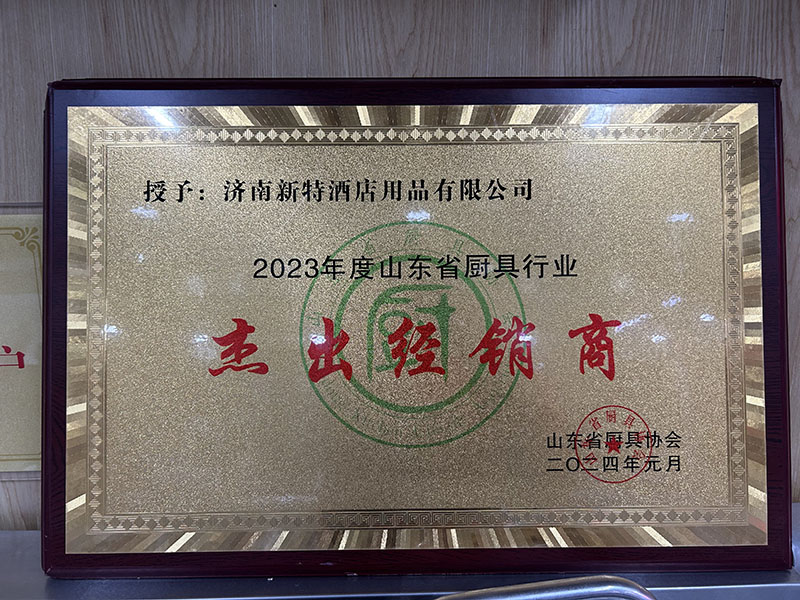 授予：济南新特酒店用品有限公司
2023年度山东省厨具行业
杰出经销商
山东省厨具协会
二〇二四年元月